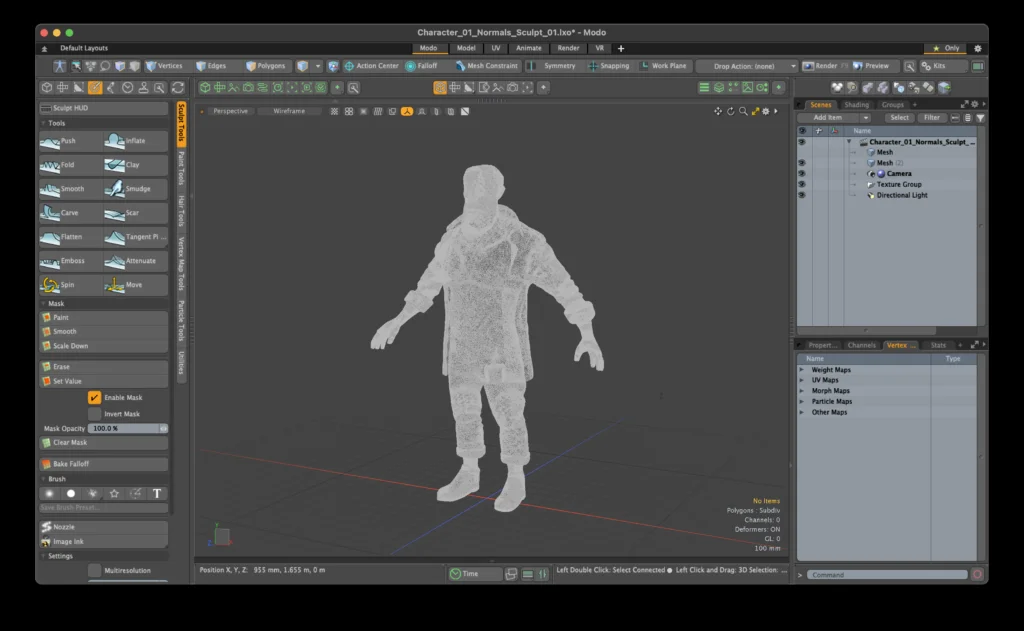 Character_01_Normals_Sculpt_01.lxo* - Modo
Default Layouts
Modo Model UV Animate Render VR + Only
Vertices Edges Polygons Action Center Falloff Mesh Constraint Symmetry Snapping Work Plane Drop Action: (none) Render Preview Kits
Sculpt HUD
Tools
Push Inflate
Fold Clay
Smooth Smudge
Carve Scar
Flatten Tangent Pi ...
Emboss Attenuate
Spin Move
Mask
Paint
Smooth
Scale Down
Erase
Set Value
Enable Mask
Invert Mask
Mask Opacity 100.0 %
Clear Mask
Bake Falloff
Brush
T
Save Brush Preset...
Nozzle
Image Ink
Settings
Multiresolution
Sculpt Tools
Paint Tools
Hair Tools
Vertex Map Tools
Particle Tools
Utilities
Perspective Wireframe
No Items
Polygons : Subdiv
Channels: 0
Deformers: ON
GL: 0
100 mm
Y
Z
Position X, Y, Z: 955 mm, 1.655 m, 0 m
Time
Left Double Click: Select Connected ● Left Click and Drag: 3D Selection: ...
Scenes Shading Groups +
Add Item Select Filter
Name
Character_01_Normals_Sculpt_ ...
Mesh
Mesh (2)
Camera
Texture Group
Directional Light
Propert... Channels Vertex ... Stats +
Name Type
Weight Maps
UV Maps
Morph Maps
Particle Maps
Other Maps
> Command